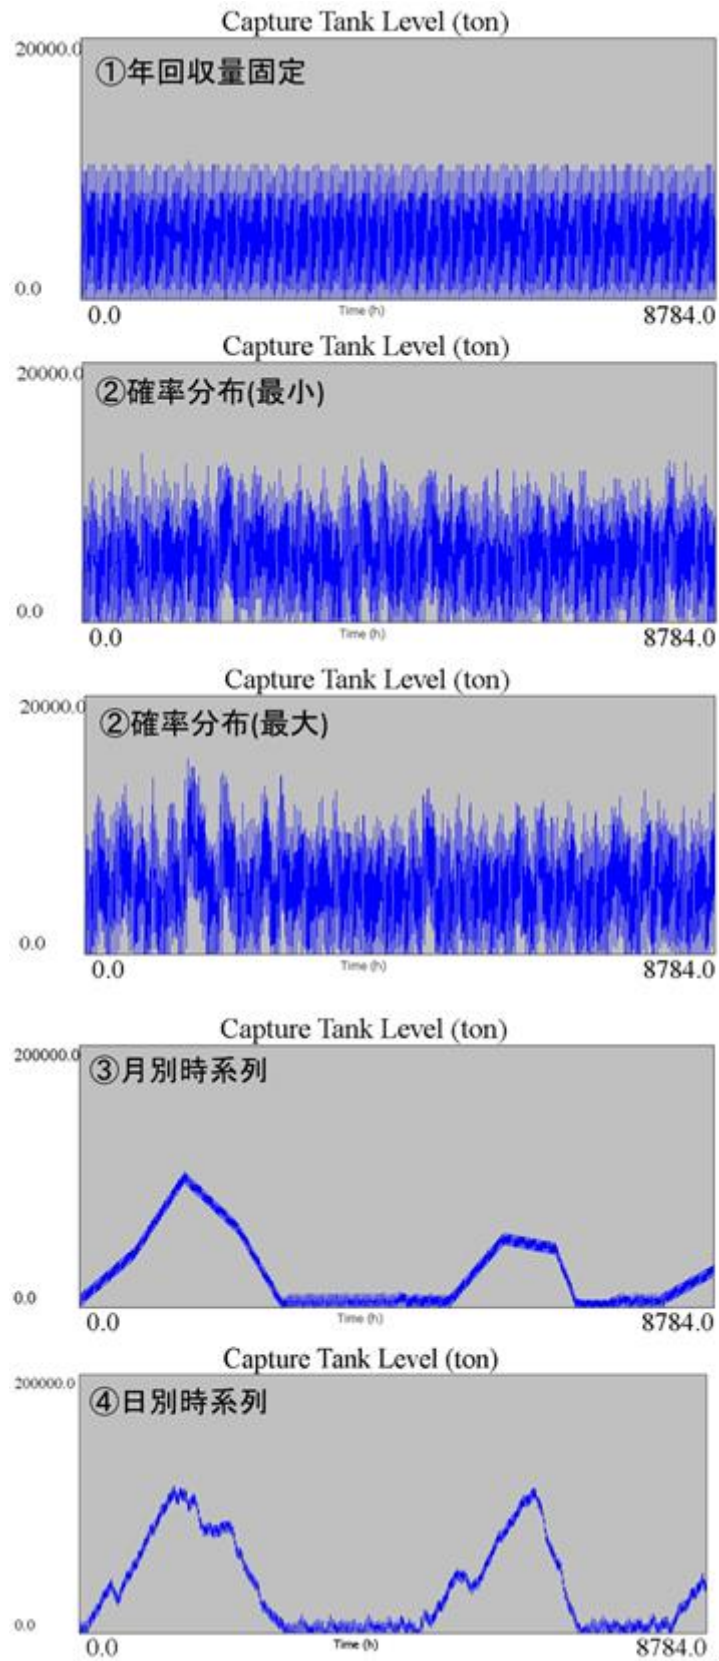 Capture Tank Level (ton)
20000.0
①年回収量固定
0.0
0.0
Time (h)
8784.0
Capture Tank Level (ton)
20000.0
②確率分布(最小)
0.0
0.0
Time (h)
8784.0
Capture Tank Level (ton)
20000.0
②確率分布(最大)
0.0
0.0
Time (h)
8784.0
Capture Tank Level (ton)
200000.0
③月別時系列
0.0
0.0
Time (h)
8784.0
Capture Tank Level (ton)
200000.0
④日別時系列
0.0
0.0
Time (h)
8784.0